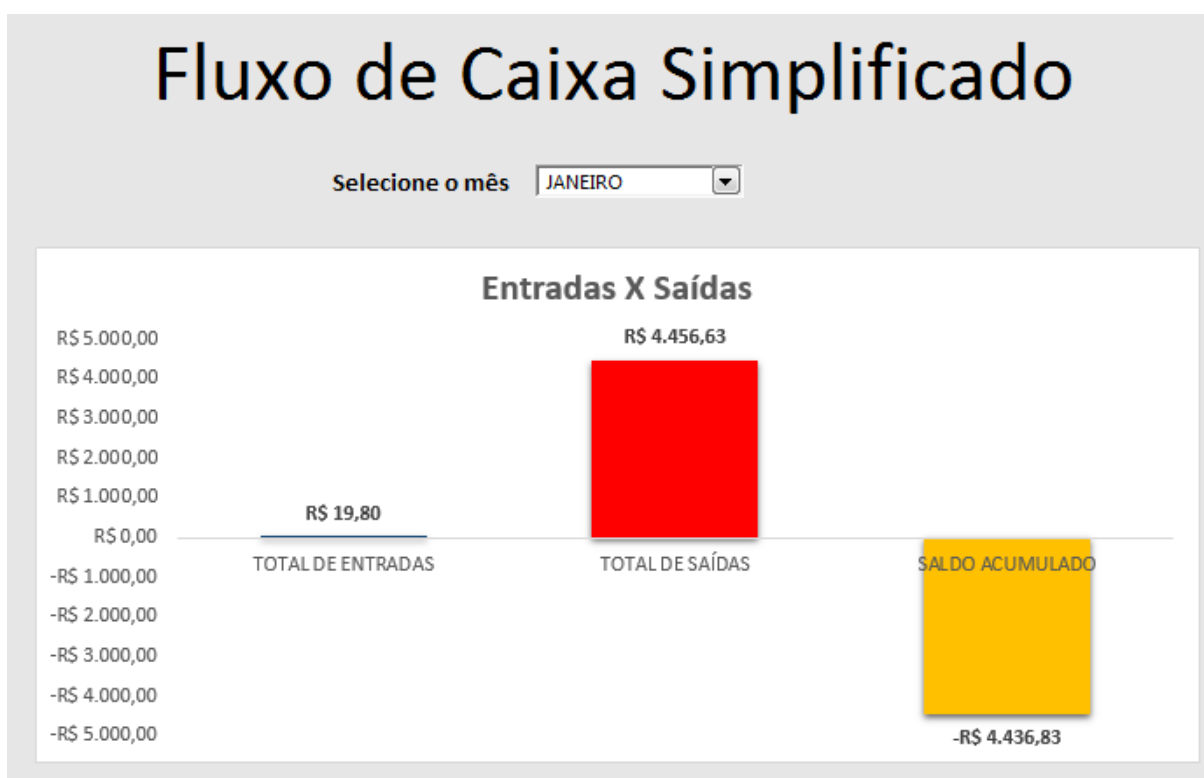 Fluxo de Caixa Simplificado
Selecione o mês JANEIRO
Entradas X Saídas
R$ 5.000,00
R$ 4.000,00
R$ 3.000,00
R$ 2.000,00
R$ 1.000,00
R$ 0,00
-R$ 1.000,00
-R$ 2.000,00
-R$ 3.000,00
-R$ 4.000,00
-R$ 5.000,00
R$ 19,80
R$ 4.456,63
-R$ 4.436,83
TOTAL DE ENTRADAS
TOTAL DE SAÍDAS
SALDO ACUMULADO